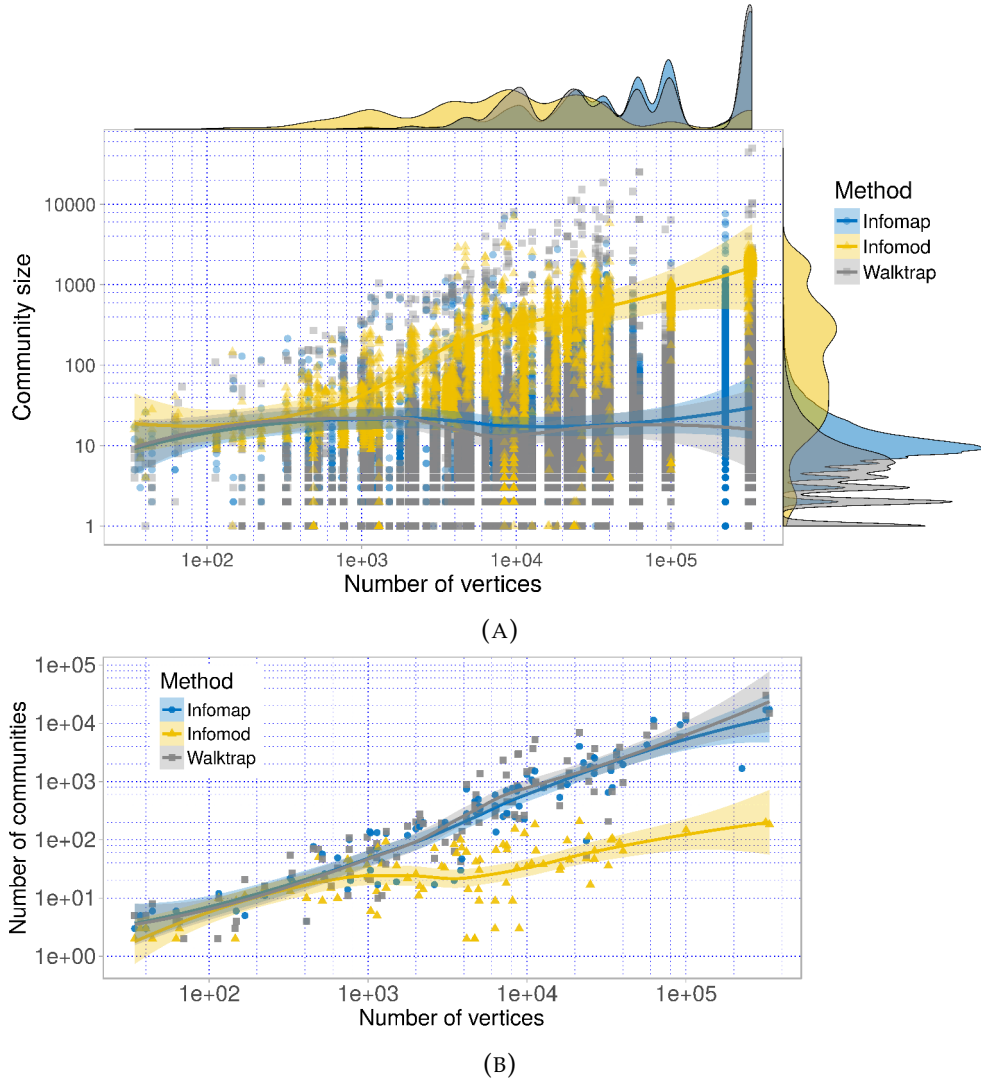 Community size
10000
1000
100
10
1
1e+02 1e+03 1e+04 1e+05
Number of vertices
Method
Infomap
Infomod
Walktrap
(A)
Number of communities
1e+05
1e+04
1e+03
1e+02
1e+01
1e+00
Method
Infomap
Infomod
Walktrap
1e+02 1e+03 1e+04 1e+05
Number of vertices
(B)